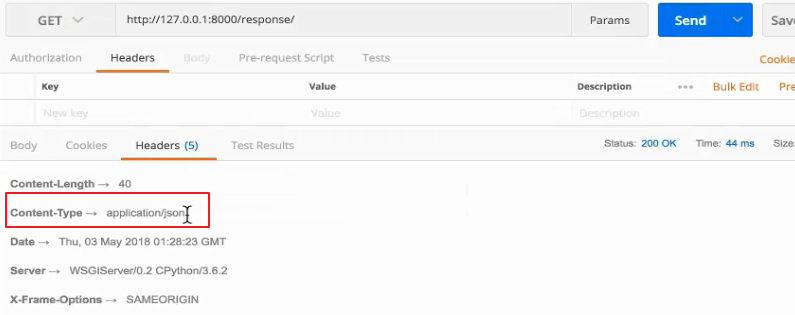 GET http://127.0.0.1:8000/response/ Params Send Save
Authorization Headers Body Pre-request Script Tests Cookie
Key Value Description ••• Bulk Edit Pre
New key Value Description
Body Cookies Headers (5) Test Results Status: 200 OK Time: 44 ms Size:
Content-Length → 40
Content-Type → application/json
Date → Thu, 03 May 2018 01:28:23 GMT
Server → WSGIServer/0.2 CPython/3.6.2
X-Frame-Options → SAMEORIGIN